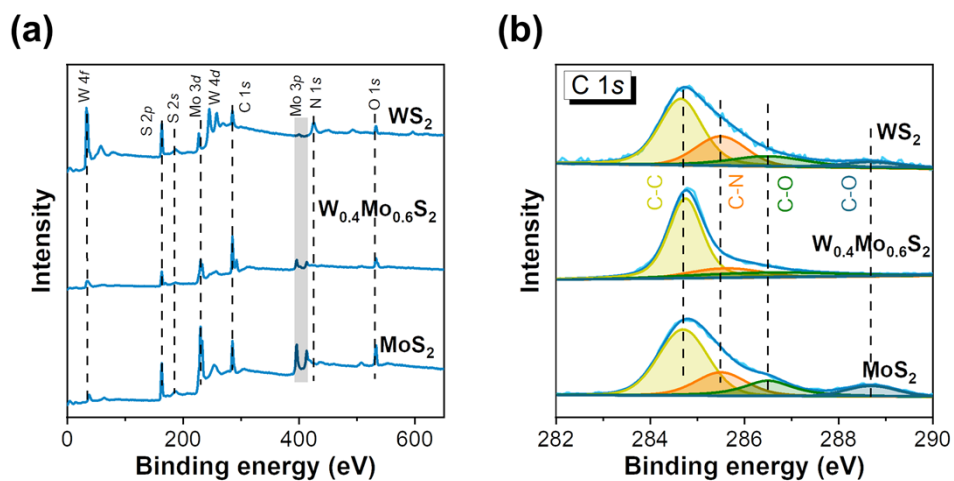 (a)
W 4f
S 2p
S 2s
Mo 3d
W 4d
C 1s
Mo 3p
N 1s
O 1s
WS2
W0.4Mo0.6S2
MoS2
Intensity
0 200 400 600
Binding energy (eV)
(b)
C 1s
WS2
C-C
C-N
C-O
C-O
W0.4Mo0.6S2
MoS2
Intensity
282 284 286 288 290
Binding energy (eV)